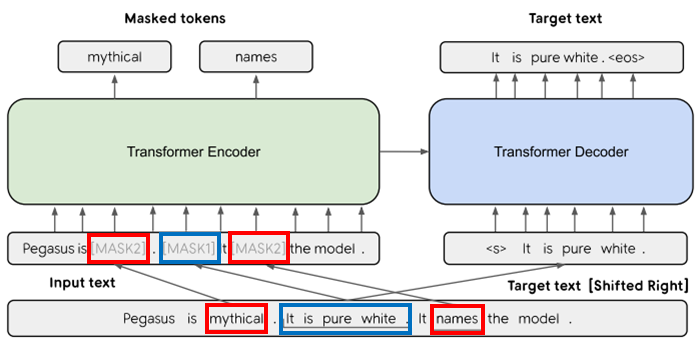 Masked tokens
Target text
mythical
names
It is pure white . <eos>
Transformer Encoder
Transformer Decoder
Pegasus is [MASK2] . [MASK1] t [MASK2] the model .
<s> It is pure white .
Input text
Target text [Shifted Right]
Pegasus is mythical . It is pure white . It names the model .